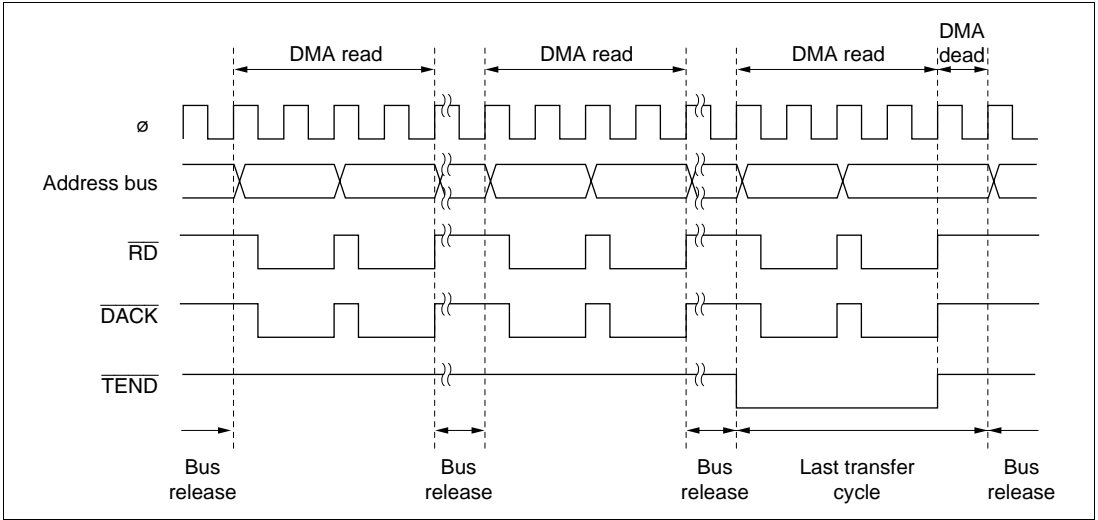 DMA
dead
DMA read
DMA read
DMA read
ø
Address bus
RD
DACK
TEND
Bus
release
Bus
release
Bus
release
Last transfer
cycle
Bus
release